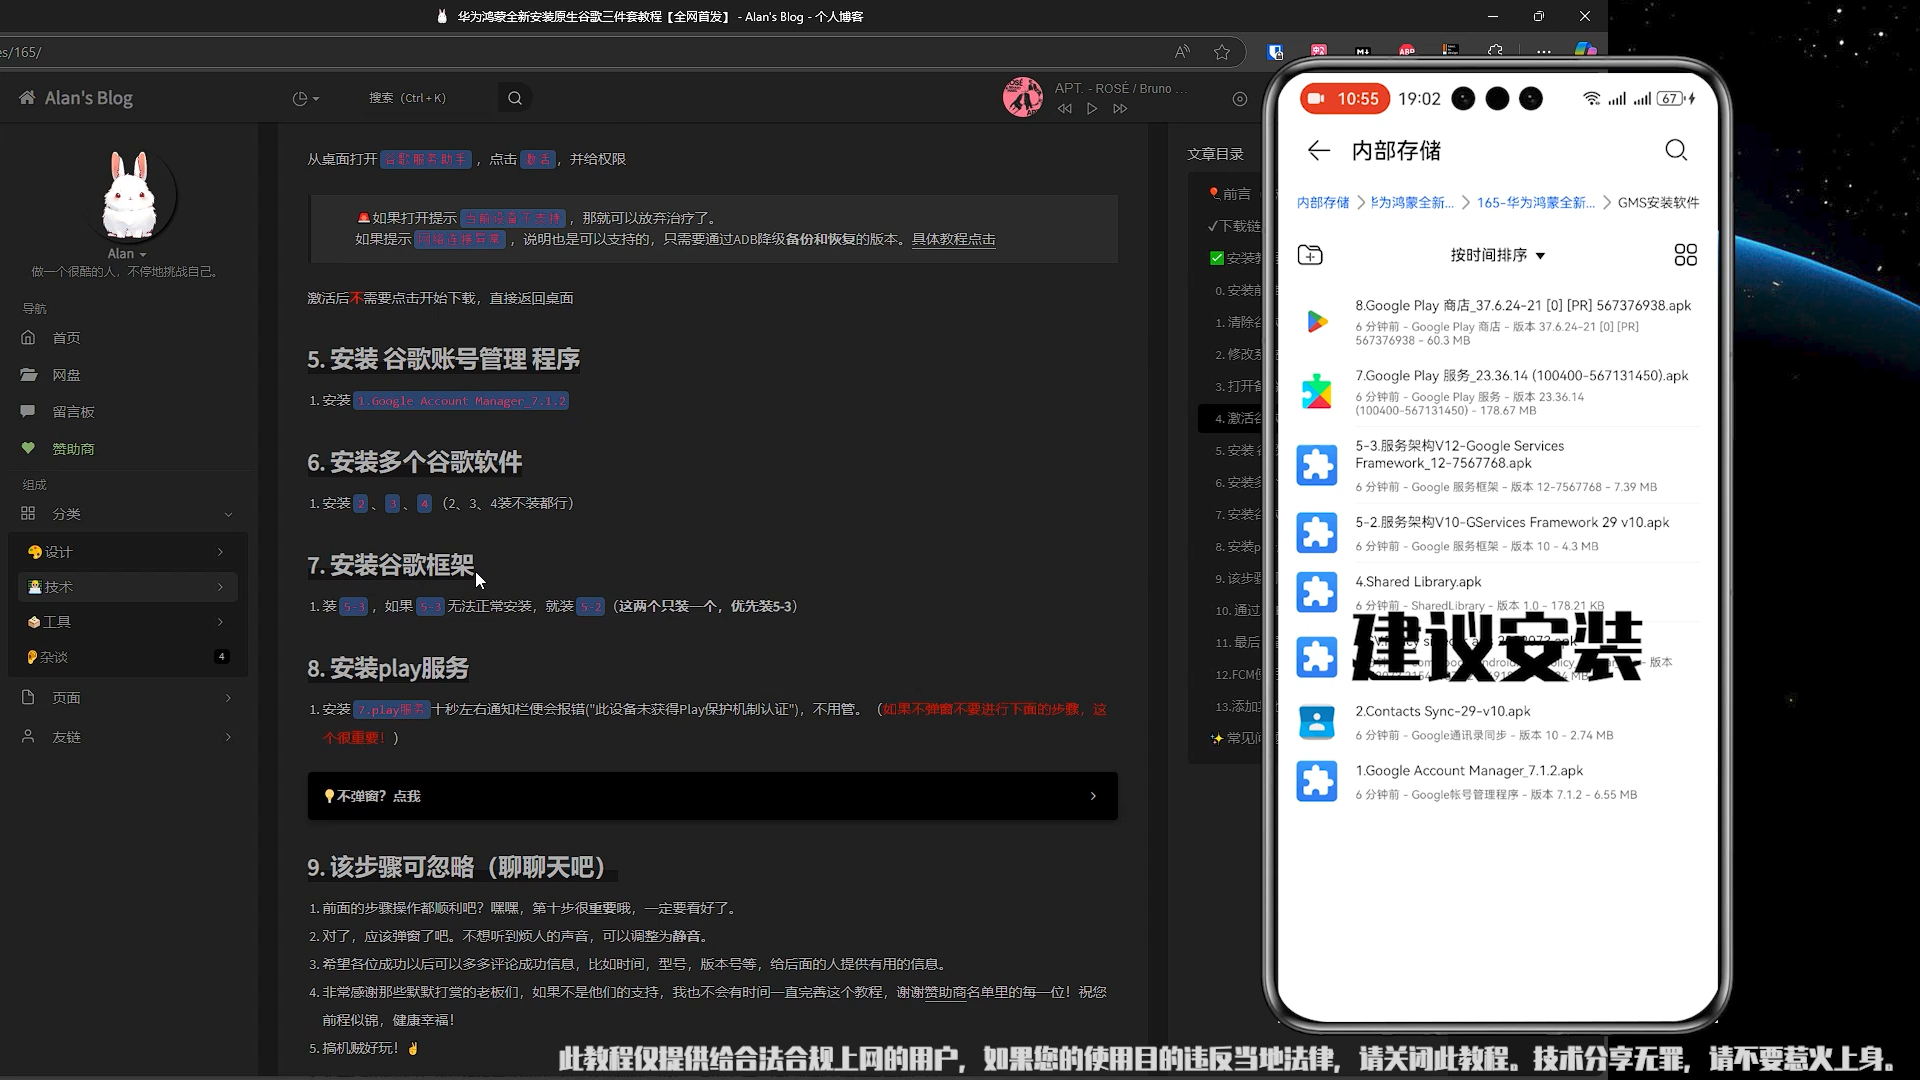 华为鸿蒙全新安装原生谷歌三件套教程【全网首发】 - Alan's Blog - 个人博客
es/165/
Alan's Blog
搜索 (Ctrl + K)
APT. - ROSÉ / Bruno ...
Alan
做一个很酷的人，不停地挑战自己。
导航
首页
网盘
留言板
赞助商
组成
分类
设计
技术
工具
杂谈
4
页面
友链
从桌面打开 谷歌服务助手 ，点击 激活 ，并给权限
🚨如果打开提示 当前设备不支持 ，那就可以放弃治疗了。
如果提示 网络连接异常 ，说明也是可以支持的，只需要通过ADB降级备份和恢复的版本。具体教程点击
激活后不需要点击开始下载，直接返回桌面
5. 安装 谷歌账号管理 程序
1. 安装 1.Google Account Manager_7.1.2
6. 安装多个谷歌软件
1. 安装 2 、 3 、 4 （2、3、4装不装都行）
7. 安装谷歌框架
1. 装 5-3 ，如果 5-3 无法正常安装，就装 5-2 （这两个只装一个，优先装5-3）
8. 安装play服务
1. 安装 7.play服务 十秒左右通知栏便会报错("此设备未获得Play保护机制认证")，不用管。（如果不弹窗不要进行下面的步骤，这
个很重要！）
💡不弹窗？点我
9. 该步骤可忽略（聊聊天吧）
1. 前面的步骤操作都顺利吧？嘿嘿，第十步很重要哦，一定要看好了。
2. 对了，应该弹窗了吧。不想听到烦人的声音，可以调整为静音。
3. 希望各位成功以后可以多多评论成功信息，比如时间，型号，版本号等，给后面的人提供有用的信息。
4. 非常感谢那些默默打赏的老板们，如果不是他们的支持，我也不会有时间一直完善这个教程，谢谢赞助商名单里的每一位！祝您
前程似锦，健康幸福！
5. 搞机贼好玩！✌
文章目录
📍前言
✓下载链
✅安装教
0. 安装前
1. 清除谷
2. 修改系
3. 打开备
4. 激活谷
5. 安装 谷
6. 安装多
7. 安装谷
8. 安装p
9. 该步骤
10. 通过
11. 最后
12.FCM
13.添加
✨常见问
10:55
19:02
67
内部存储
内部存储 > 华为鸿蒙全新... > 165-华为鸿蒙全新... > GMS安装软件
按时间排序
8.Google Play 商店_37.6.24-21 [0] [PR] 567376938.apk
6 分钟前 - Google Play 商店 - 版本 37.6.24-21 [0] [PR]
567376938 - 60.3 MB
7.Google Play 服务_23.36.14 (100400-567131450).apk
6 分钟前 - Google Play 服务 - 版本 23.36.14
(100400-567131450) - 178.67 MB
5-3.服务架构V12-Google Services
Framework_12-7567768.apk
6 分钟前 - Google 服务框架 - 版本 12-7567768 - 7.39 MB
5-2.服务架构V10-GServices Framework 29 v10.apk
6 分钟前 - Google 服务框架 - 版本 10 - 4.3 MB
4.Shared Library.apk
6 分钟前 - SharedLibrary - 版本 1.0 - 178.21 KB
建议安装
- 版本
2.Contacts Sync-29-v10.apk
6 分钟前 - Google通讯录同步 - 版本 10 - 2.74 MB
1.Google Account Manager_7.1.2.apk
6 分钟前 - Google帐号管理程序 - 版本 7.1.2 - 6.55 MB
此教程仅提供给合法合规上网的用户，如果您的使用目的违反当地法律，请关闭此教程。技术分享无罪，请不要惹火上身。